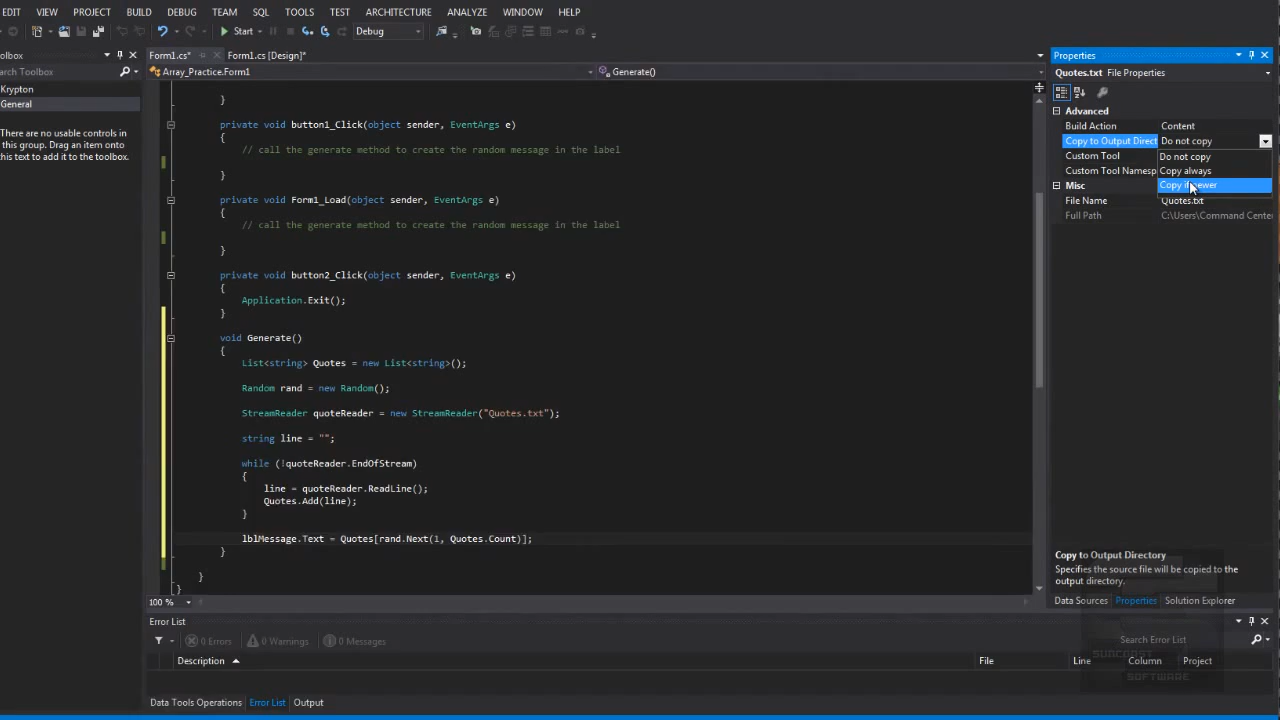 EDIT VIEW PROJECT BUILD DEBUG TEAM SQL TOOLS TEST ARCHITECTURE ANALYZE WINDOW HELP
Start Debug
oolbox
earch Toolbox
Krypton
General
There are no usable controls in
this group. Drag an item onto
this text to add it to the toolbox.
Form1.cs* Form1.cs [Design]*
Array_Practice.Form1 Generate()
}
private void button1_Click(object sender, EventArgs e)
{
// call the generate method to create the random message in the label
}
private void Form1_Load(object sender, EventArgs e)
{
// call the generate method to create the random message in the label
}
private void button2_Click(object sender, EventArgs e)
{
Application.Exit();
}
void Generate()
{
List<string> Quotes = new List<string>();
Random rand = new Random();
StreamReader quoteReader = new StreamReader("Quotes.txt");
string line = "";
while (!quoteReader.EndOfStream)
{
line = quoteReader.ReadLine();
Quotes.Add(line);
}
lblMessage.Text = Quotes[rand.Next(1, Quotes.Count)];
}
}
}
100 %
Properties
Quotes.txt File Properties
Advanced
Build Action Content
Copy to Output Direct Do not copy
Custom Tool Do not copy
Custom Tool Namesp Copy always
Misc Copy if newer
File Name Quotes.txt
Full Path C:\Users\Command Cente
Copy to Output Directory
Specifies the source file will be copied to the
output directory.
Data Sources Properties Solution Explorer
Error List
0 Errors 0 Warnings 0 Messages
Search Error List
Description File Line Column Project
SUNCOAST
SOFTWARE
Data Tools Operations Error List Output